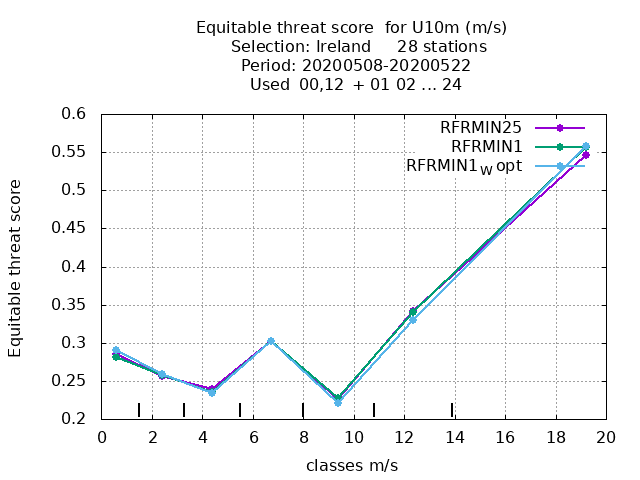 Equitable threat score  for U10m (m/s)
Selection: Ireland     28 stations
Period: 20200508-20200522
Used  00,12  + 01 02 ... 24
0.6
0.55
0.5
0.45
0.4
0.35
0.3
0.25
0.2
Equitable threat score
RFRMIN25
RFRMIN1
RFRMIN1W opt
0 2 4 6 8 10 12 14 16 18 20
classes m/s